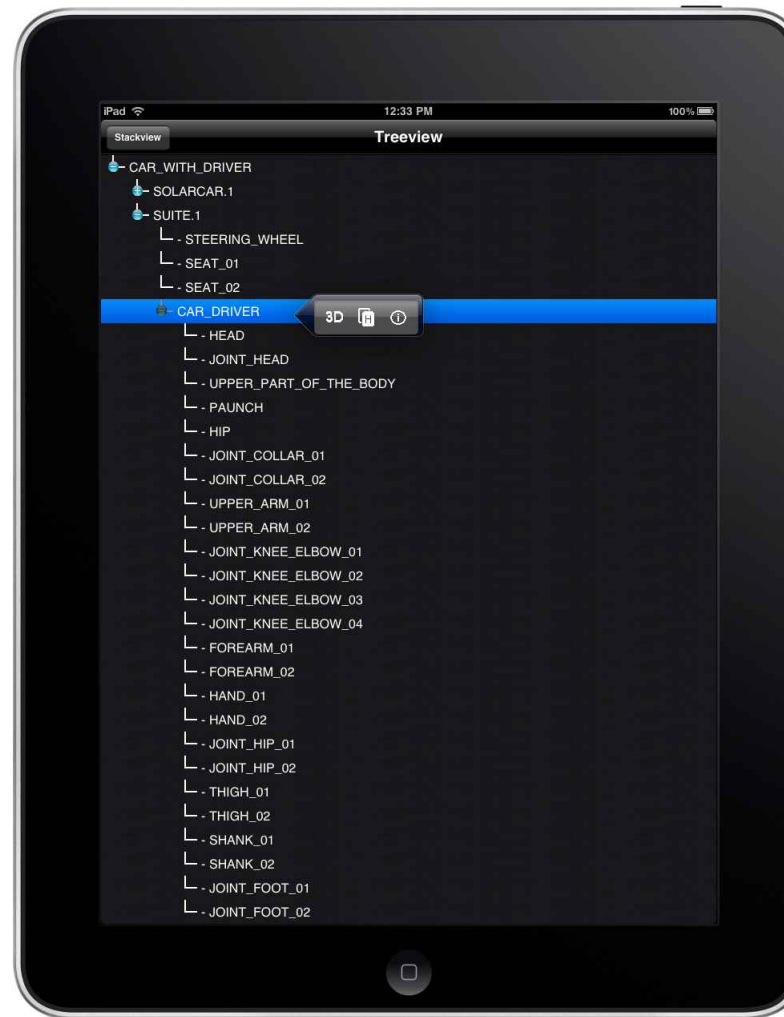 iPad 12:33 PM 100%
Stackview Treeview
- CAR_WITH_DRIVER
- SOLARCAR.1
- SUITE.1
- STEERING_WHEEL
- SEAT_01
- SEAT_02
- CAR_DRIVER 3D H i
- HEAD
- JOINT_HEAD
- UPPER_PART_OF_THE_BODY
- PAUNCH
- HIP
- JOINT_COLLAR_01
- JOINT_COLLAR_02
- UPPER_ARM_01
- UPPER_ARM_02
- JOINT_KNEE_ELBOW_01
- JOINT_KNEE_ELBOW_02
- JOINT_KNEE_ELBOW_03
- JOINT_KNEE_ELBOW_04
- FOREARM_01
- FOREARM_02
- HAND_01
- HAND_02
- JOINT_HIP_01
- JOINT_HIP_02
- THIGH_01
- THIGH_02
- SHANK_01
- SHANK_02
- JOINT_FOOT_01
- JOINT_FOOT_02